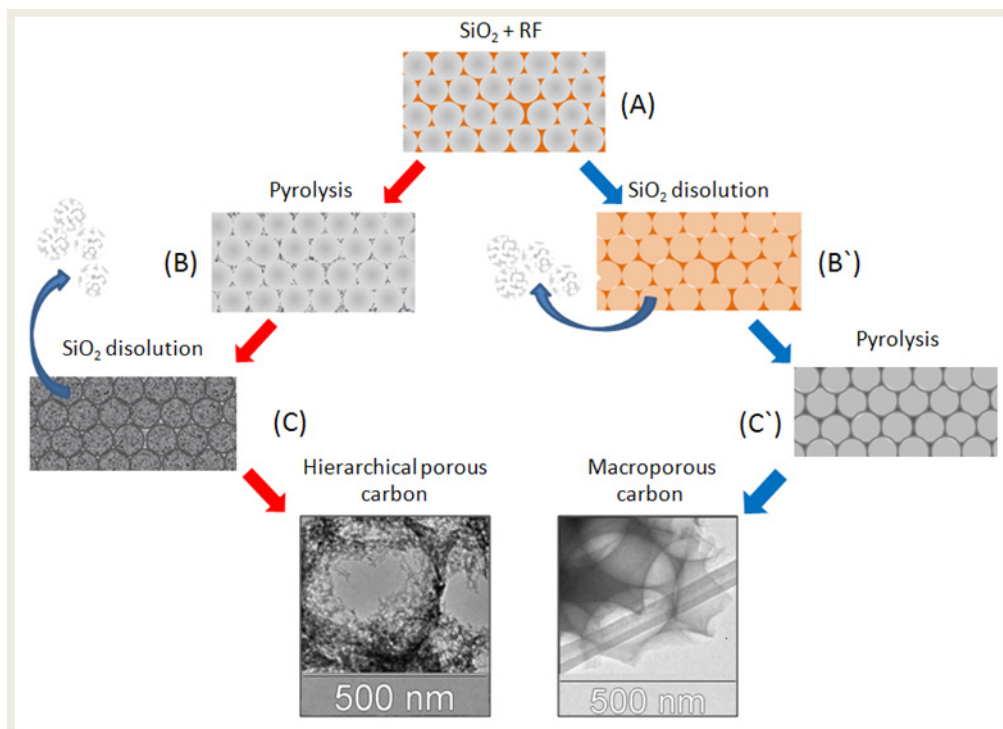 SiO₂ + RF
(A)
Pyrolysis
SiO₂ disolution
(B)
(B`)
SiO₂ disolution
Pyrolysis
(C)
(C`)
Hierarchical porous
carbon
Macroporous
carbon
500 nm
500 nm